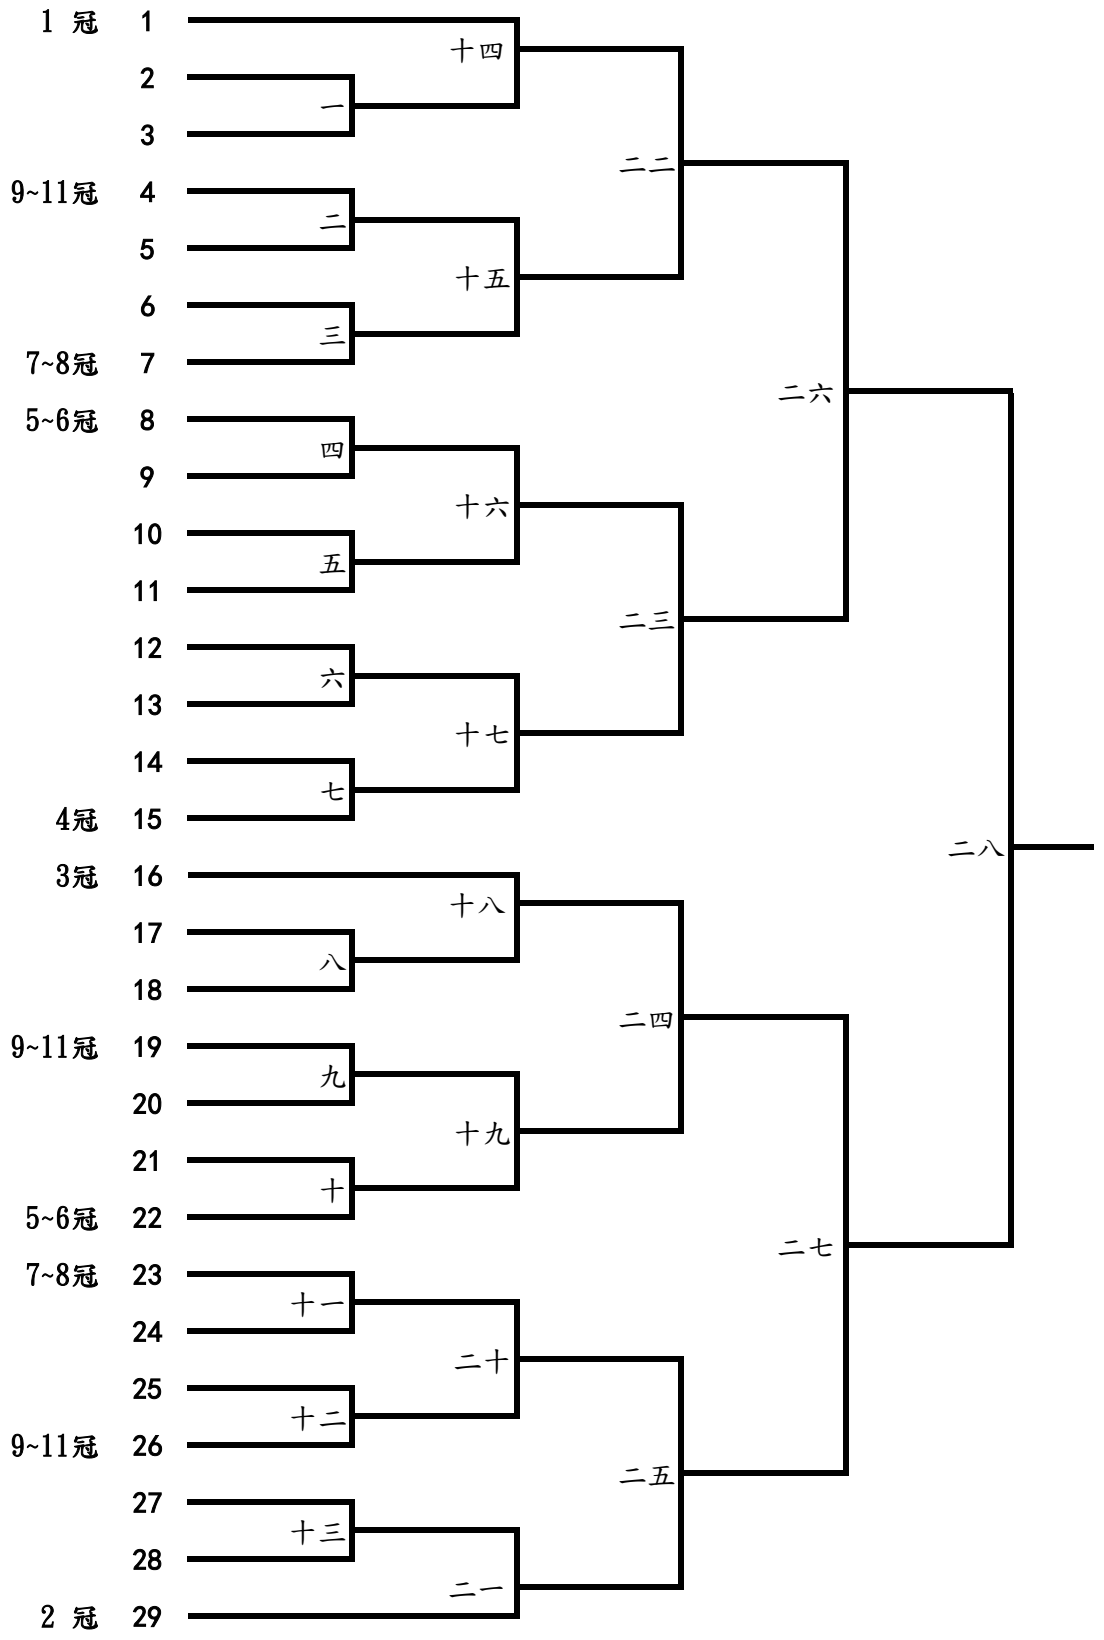 1 冠 1
十四
2
一
3
二二
9~11冠 4
二
5
十五
6
三
7~8冠 7
二六
5~6冠 8
四
9
十六
10
五
11
二三
12
六
13
十七
14
七
4冠 15
二八
3冠 16
十八
17
八
18
二四
9~11冠 19
九
20
十九
21
十
5~6冠 22
二七
7~8冠 23
十一
24
二十
25
十二
9~11冠 26
二五
27
十三
28
二一
2 冠 29